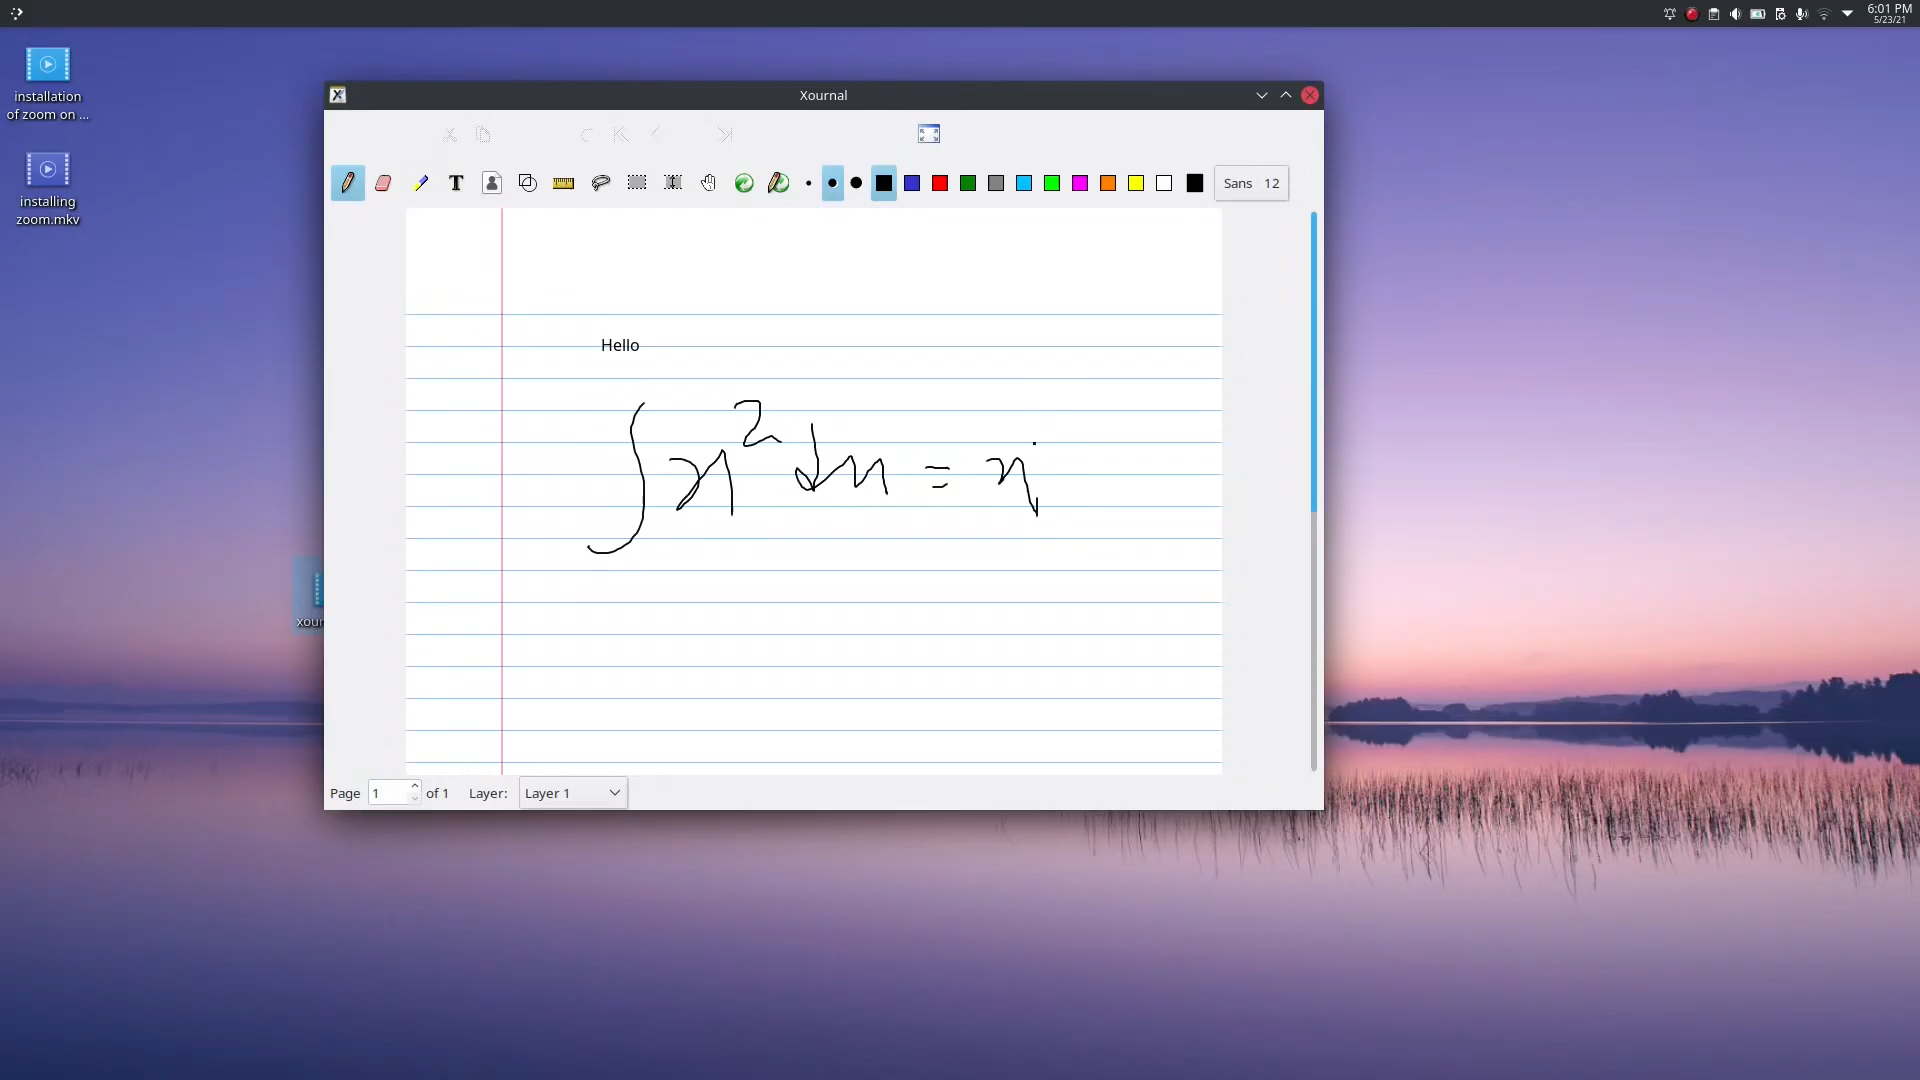 6:01 PM
5/23/21
installation
of zoom on ...
installing
zoom.mkv
xour
Xournal
T
Sans 12
Hello
∫x² dx = x
Page 1 of 1 Layer: Layer 1